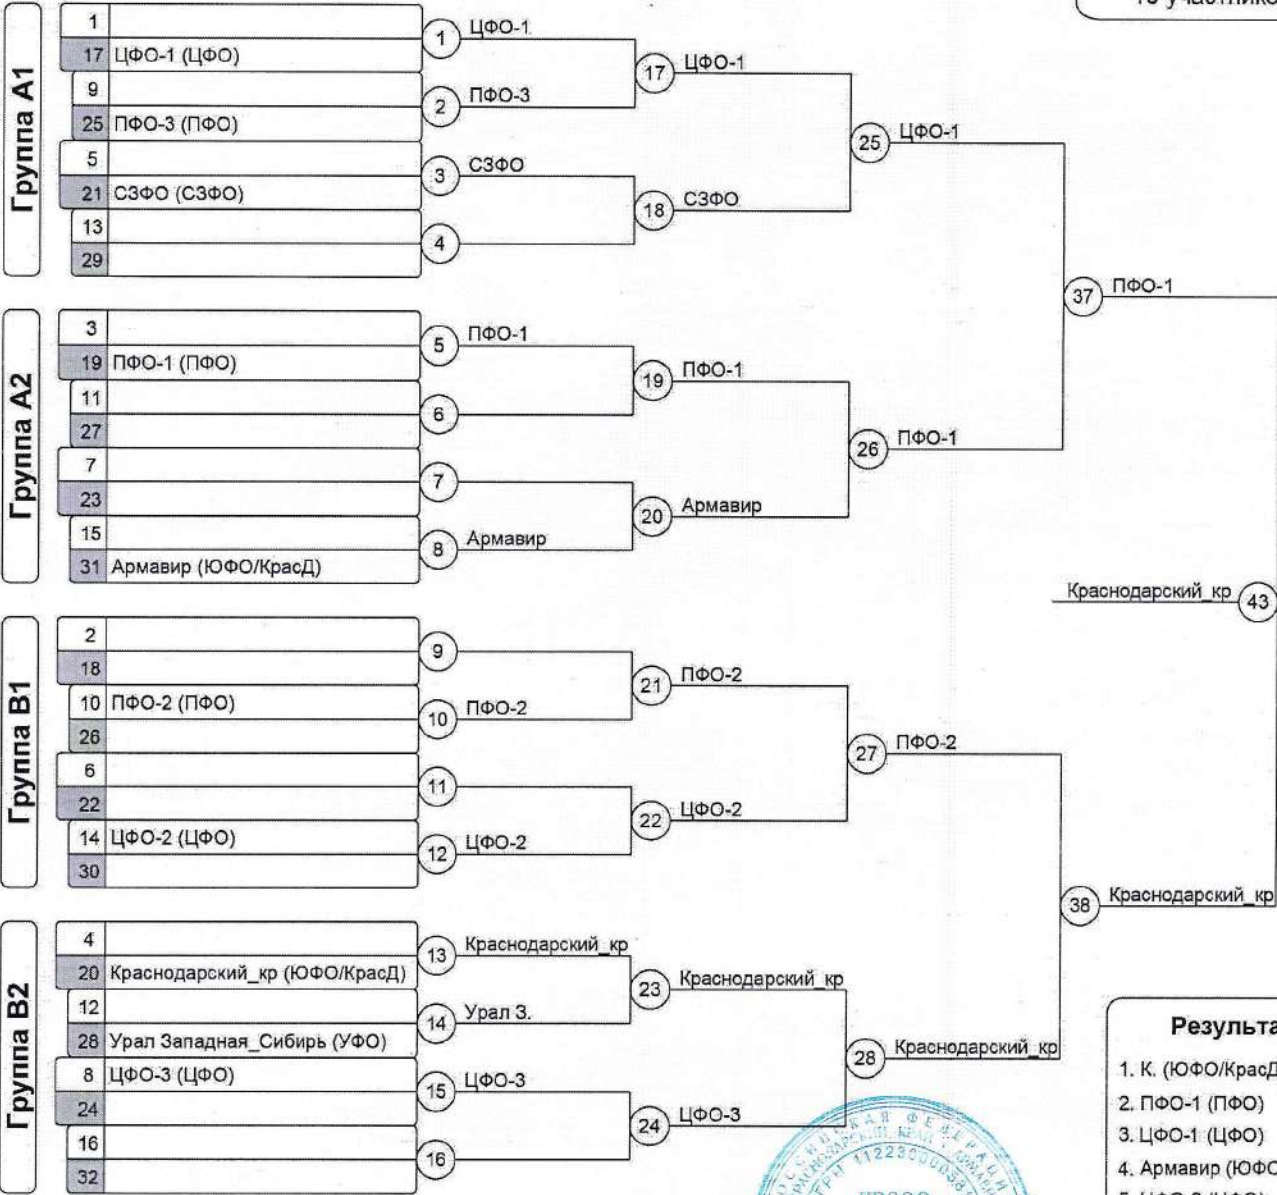 16 участнико
Группа A1
1
17 ЦФО-1 (ЦФО)
9
25 ПФО-3 (ПФО)
5
21 СЗФО (СЗФО)
13
29
1 ЦФО-1
2 ПФО-3
3 СЗФО
4
17 ЦФО-1
18 СЗФО
25 ЦФО-1
Группа A2
3
19 ПФО-1 (ПФО)
11
27
7
23
15
31 Армавир (ЮФО/КрасД)
5 ПФО-1
6
7
8 Армавир
19 ПФО-1
20 Армавир
26 ПФО-1
37 ПФО-1
Краснодарский_кр 43
Группа B1
2
18
10 ПФО-2 (ПФО)
26
6
22
14 ЦФО-2 (ЦФО)
30
9
10 ПФО-2
11
12 ЦФО-2
21 ПФО-2
22 ЦФО-2
27 ПФО-2
Группа B2
4
20 Краснодарский_кр (ЮФО/КрасД)
12
28 Урал Западная_Сибирь (УФО)
8 ЦФО-3 (ЦФО)
24
16
32
13 Краснодарский_кр
14 Урал З.
15 ЦФО-3
16
23 Краснодарский_кр
24 ЦФО-3
28 Краснодарский_кр
38 Краснодарский_кр
Результа
1. К. (ЮФО/КрасД
2. ПФО-1 (ПФО)
3. ЦФО-1 (ЦФО)
4. Армавир (ЮФО